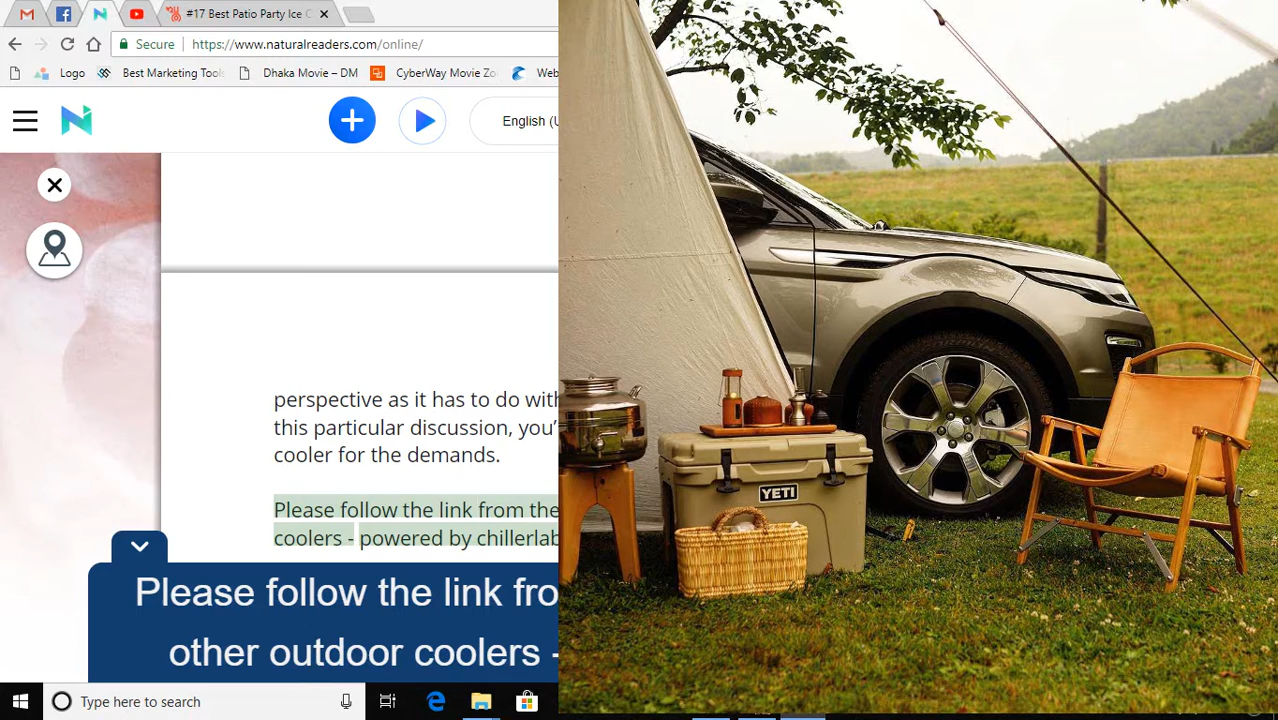 #17 Best Patio Party Ice C
Secure
https://www.naturalreaders.com/online/
Logo
Best Marketing Tools
Dhaka Movie – DM
CyberWay Movie Zo
Web
English (U
perspective as it has to do with
this particular discussion, you'
cooler for the demands.
Please follow the link from the
coolers - powered by chillerlab
Please follow the link fro
other outdoor coolers -
Type here to search
YETI